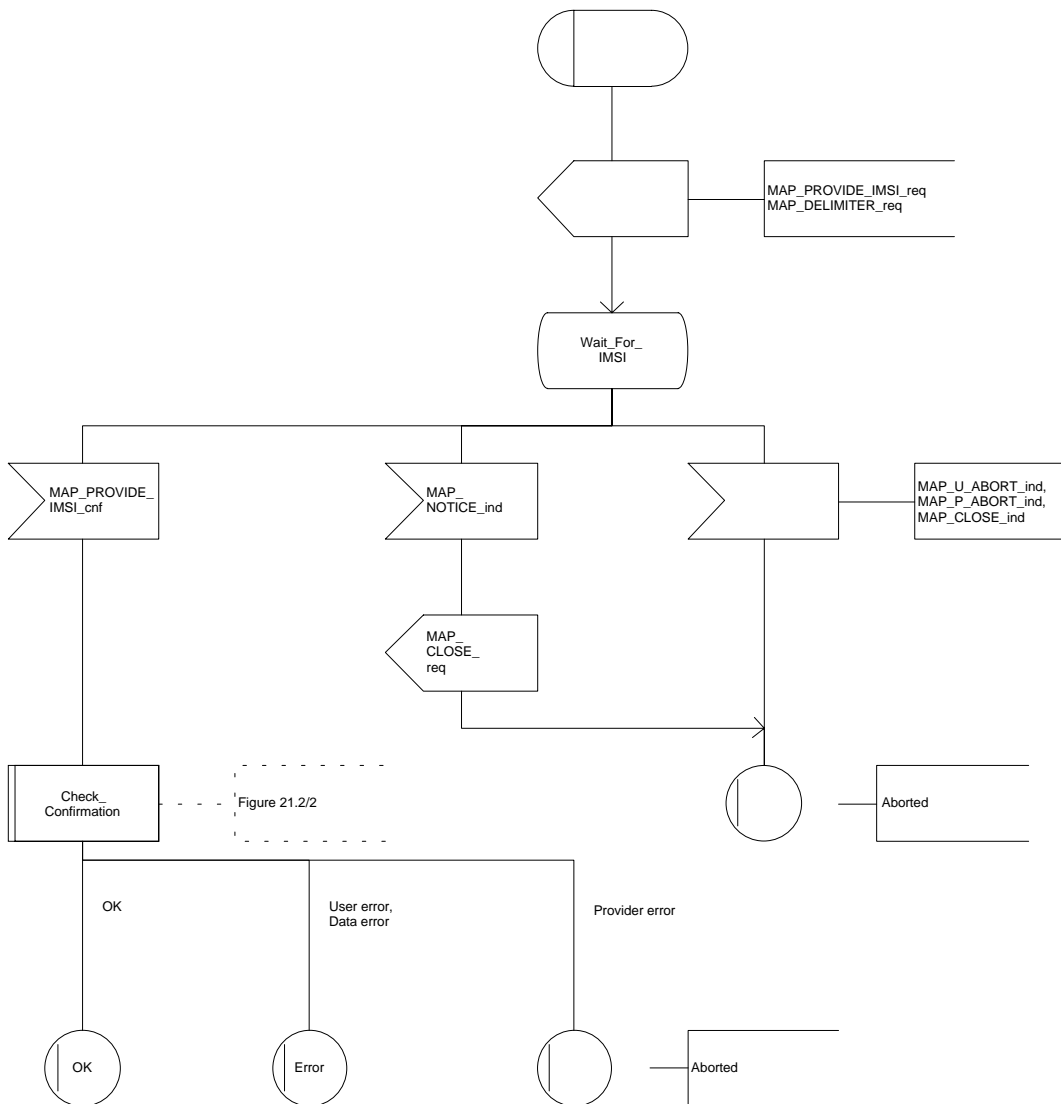 MAP_PROVIDE_IMSI_req
MAP_DELIMITER_req
Wait_For_
IMSI
MAP_PROVIDE_
IMSI_cnf
MAP_
NOTICE_ind
MAP_U_ABORT_ind,
MAP_P_ABORT_ind,
MAP_CLOSE_ind
MAP_
CLOSE_
req
Check_
Confirmation
Figure 21.2/2
Aborted
OK
User error,
Data error
Provider error
OK
Error
Aborted